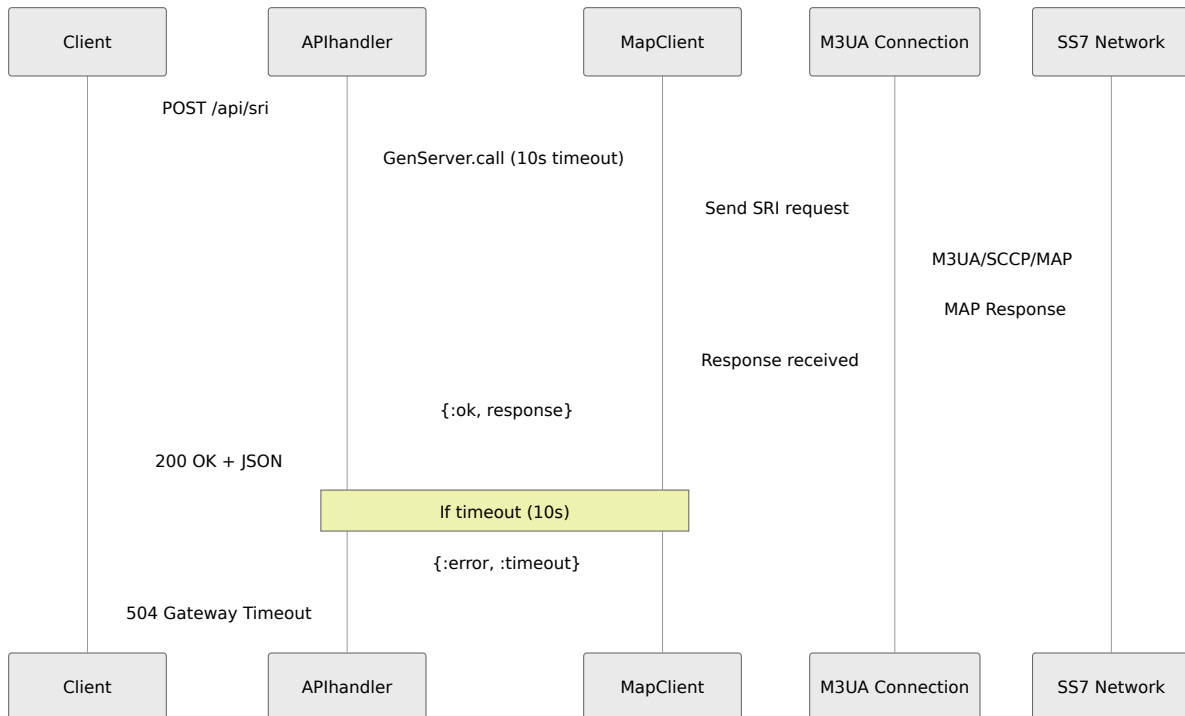 Client
APIhandler
MapClient
M3UA Connection
SS7 Network
POST /api/sri
GenServer.call (10s timeout)
Send SRI request
M3UA/SCCP/MAP
MAP Response
Response received
{:ok, response}
200 OK + JSON
If timeout (10s)
{:error, :timeout}
504 Gateway Timeout
Client
APIhandler
MapClient
M3UA Connection
SS7 Network